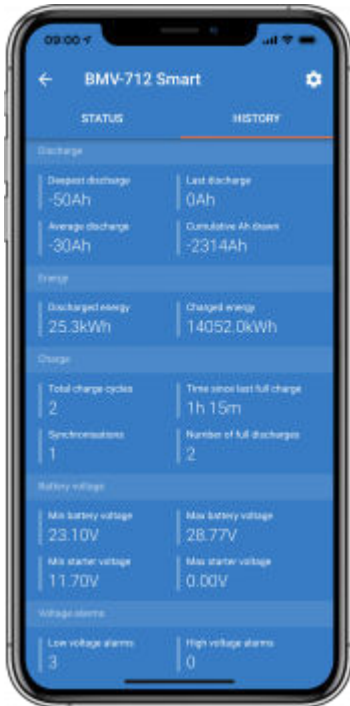 09:00
BMV-712 Smart
STATUS HISTORY
Discharge
Deepest discharge Last discharge
-50Ah 0Ah
Average discharge Cumulative Ah drawn
-30Ah -2314Ah
Energy
Discharged energy Charged energy
25.3kWh 14052.0kWh
Charge
Total charge cycles Time since last full charge
2 1h 15m
Synchronisations Number of full discharges
1 2
Battery voltage
Min battery voltage Max battery voltage
23.10V 28.77V
Min starter voltage Max starter voltage
11.70V 0.00V
Voltage alarms
Low voltage alarms High voltage alarms
3 0